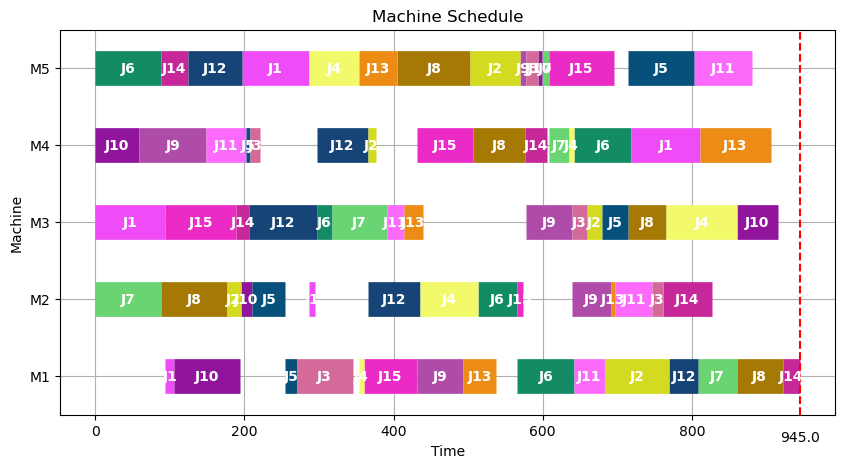 Machine Schedule
M5 J6 J14 J12 J1 J4 J13 J8 J2 J9 J15 J5 J11
M4 J10 J9 J11 J3 J12 J2 J15 J8 J14 J7 J4 J6 J1 J13
M3 J1 J15 J14 J12 J6 J7 J11 J13 J9 J3 J2 J5 J8 J4 J10
M2 J7 J8 J10 J5 J12 J4 J6 J9 J13 J11 J3 J14
M1 J10 J5 J3 J15 J9 J13 J6 J11 J2 J12 J7 J8 J14
Machine
0 200 400 600 800
945.0
Time